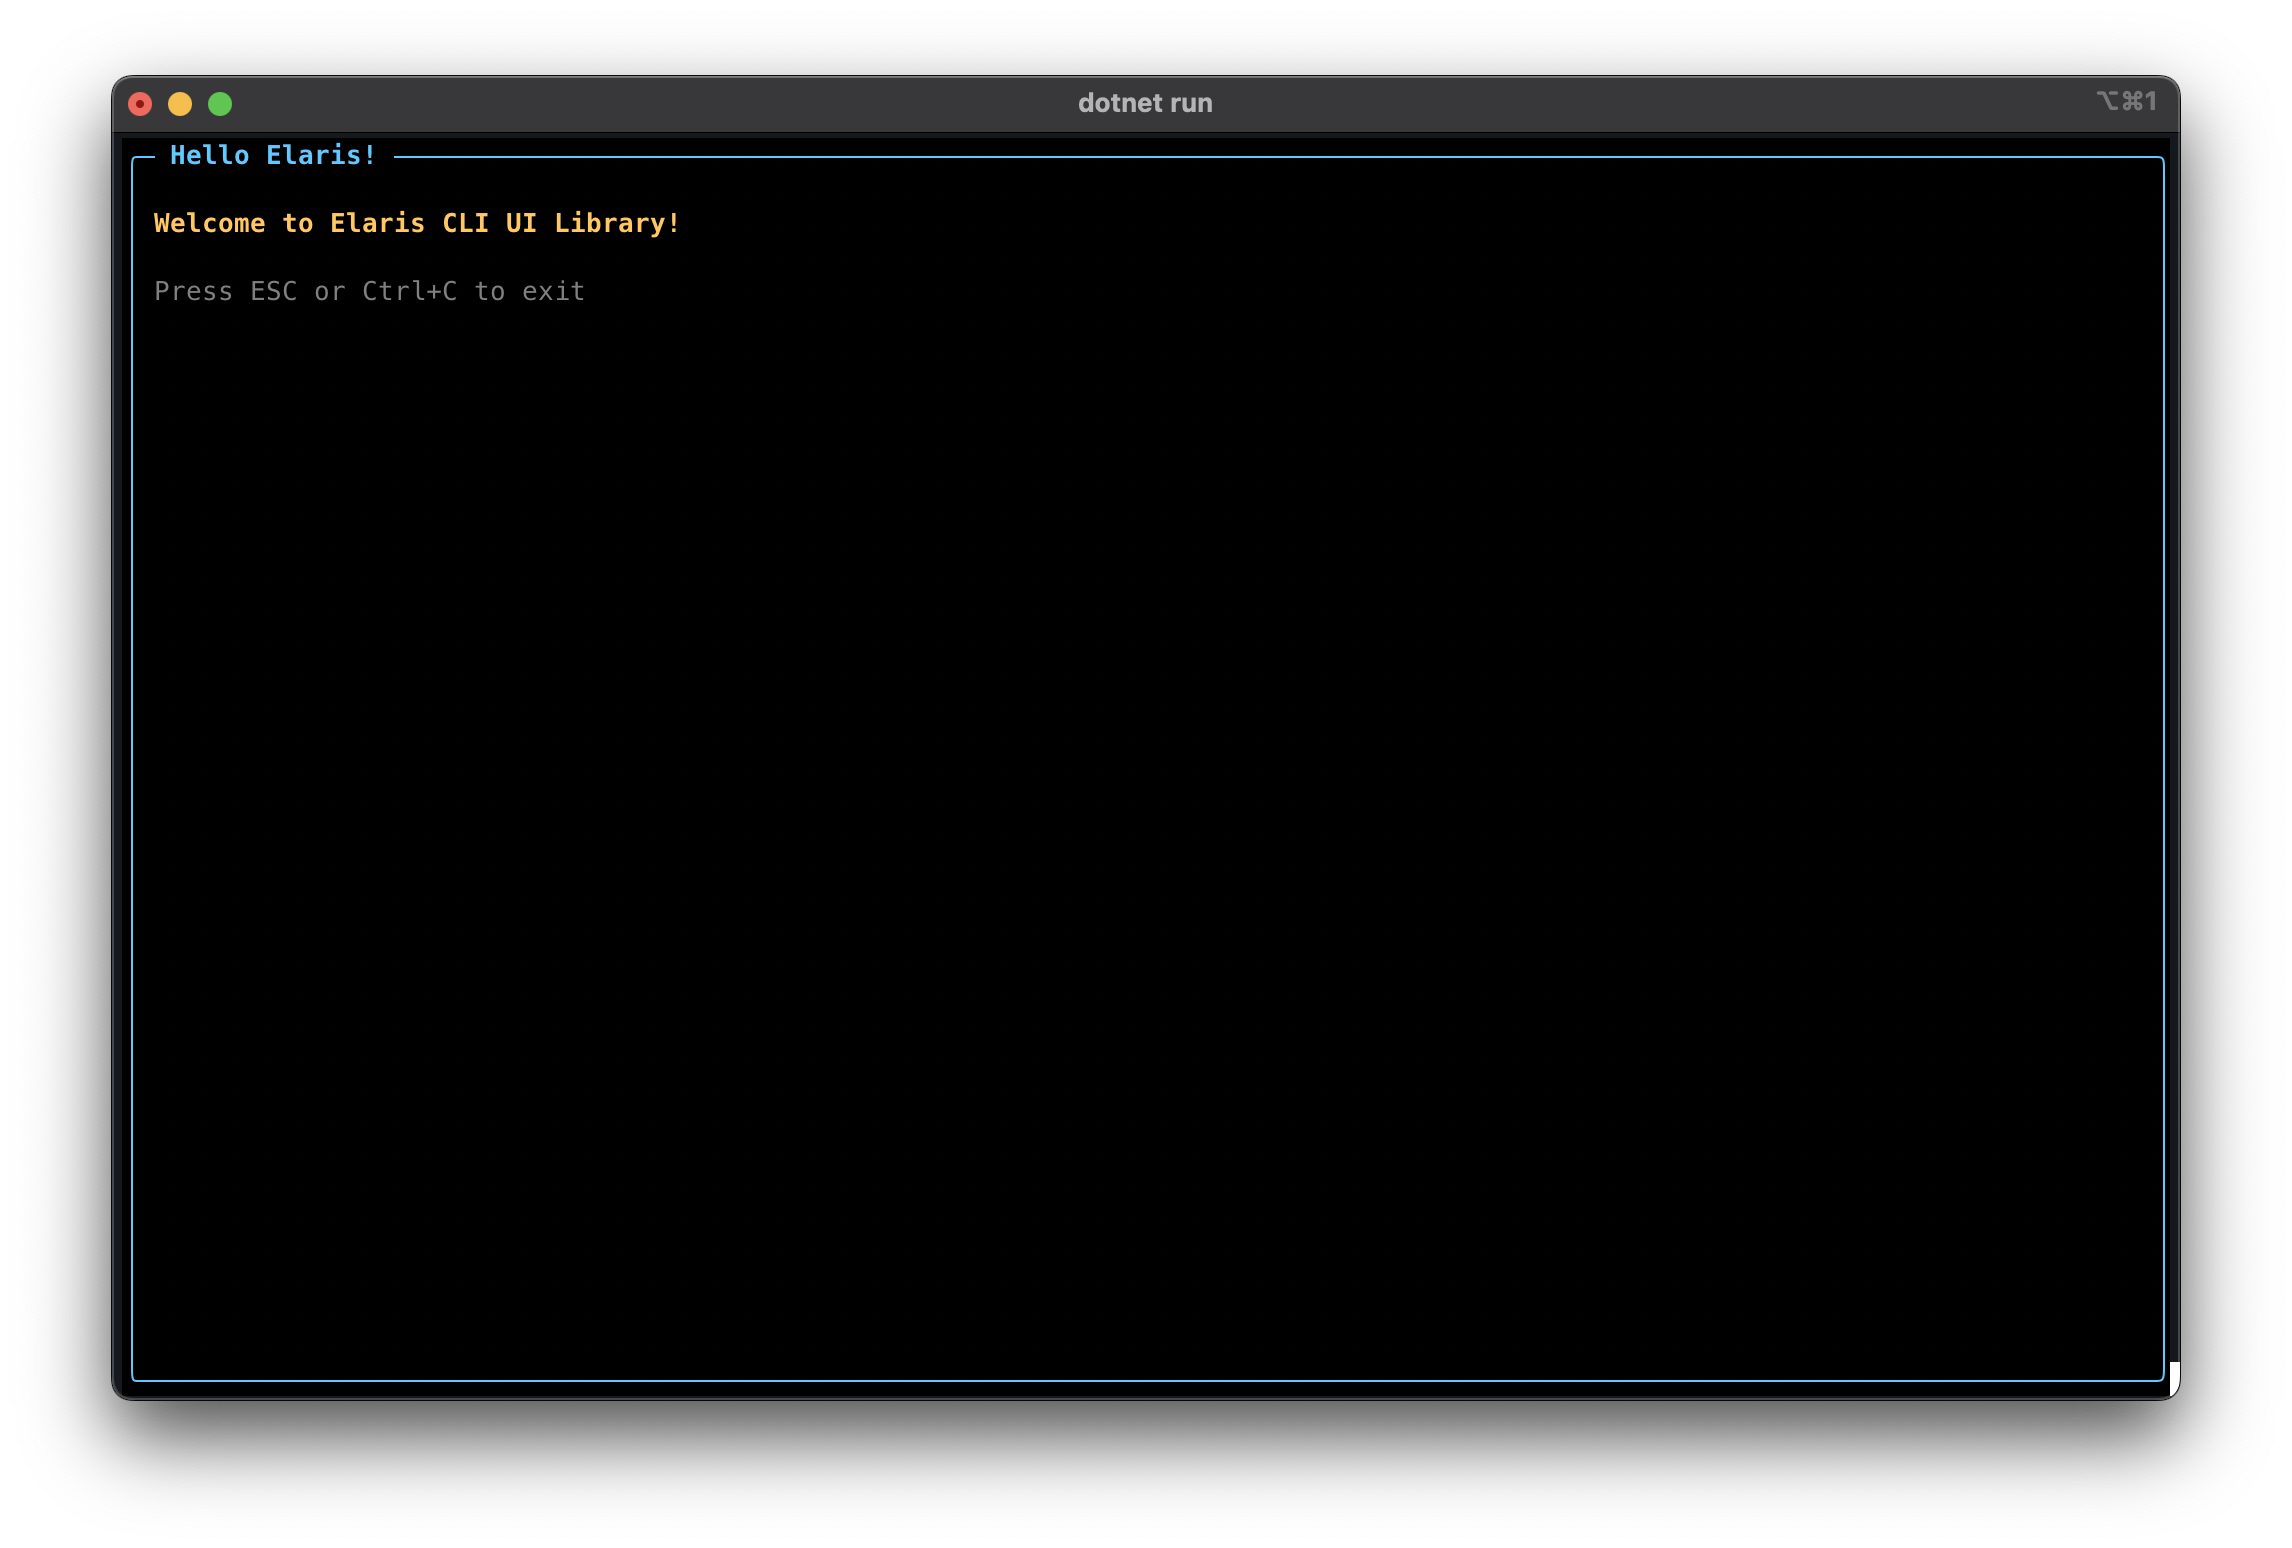 dotnet run ⌥⌘1
Hello Elaris!
Welcome to Elaris CLI UI Library!
Press ESC or Ctrl+C to exit